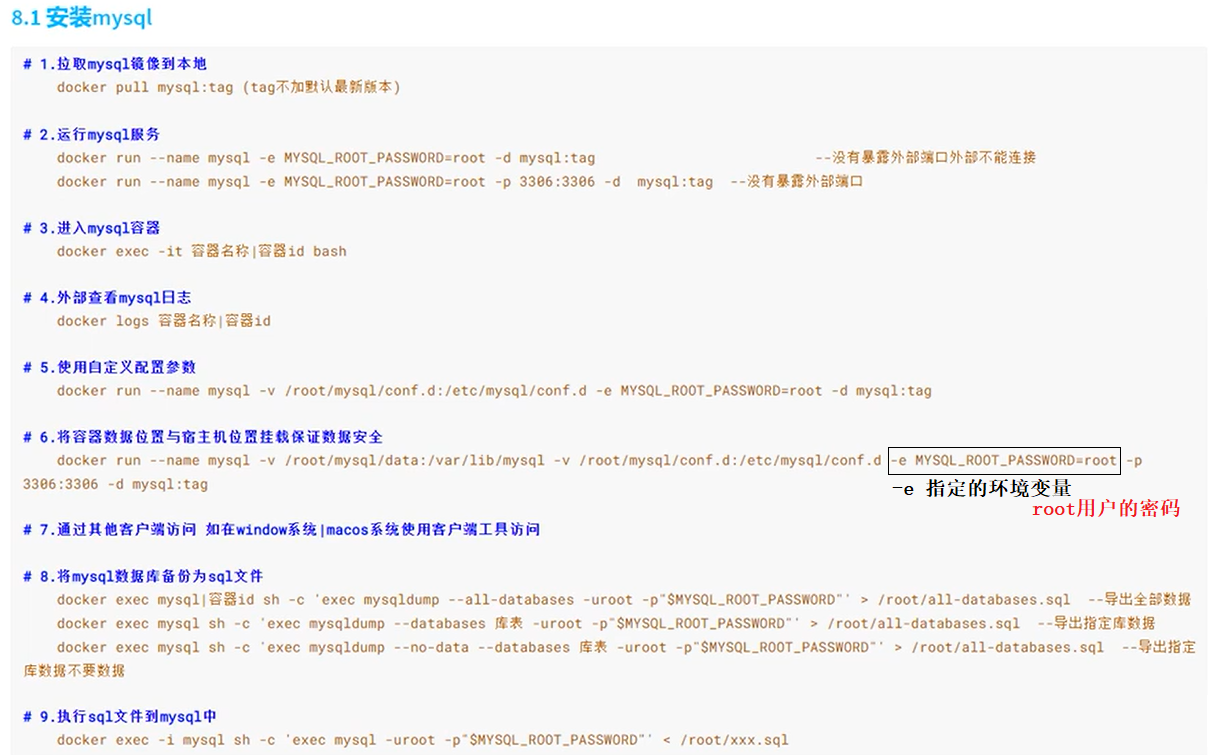 8.1 安装mysql
# 1.拉取mysql镜像到本地
docker pull mysql:tag (tag不加默认最新版本)
# 2.运行mysql服务
docker run --name mysql -e MYSQL_ROOT_PASSWORD=root -d mysql:tag --没有暴露外部端口外部不能连接
docker run --name mysql -e MYSQL_ROOT_PASSWORD=root -p 3306:3306 -d mysql:tag --没有暴露外部端口
# 3.进入mysql容器
docker exec -it 容器名称|容器id bash
# 4.外部查看mysql日志
docker logs 容器名称|容器id
# 5.使用自定义配置参数
docker run --name mysql -v /root/mysql/conf.d:/etc/mysql/conf.d -e MYSQL_ROOT_PASSWORD=root -d mysql:tag
# 6.将容器数据位置与宿主机位置挂载保证数据安全
docker run --name mysql -v /root/mysql/data:/var/lib/mysql -v /root/mysql/conf.d:/etc/mysql/conf.d -e MYSQL_ROOT_PASSWORD=root -p
3306:3306 -d mysql:tag
-e 指定的环境变量
root用户的密码
# 7.通过其他客户端访问 如在window系统|macos系统使用客户端工具访问
# 8.将mysql数据库备份为sql文件
docker exec mysql|容器id sh -c 'exec mysqldump --all-databases -uroot -p"$MYSQL_ROOT_PASSWORD"' > /root/all-databases.sql --导出全部数据
docker exec mysql sh -c 'exec mysqldump --databases 库表 -uroot -p"$MYSQL_ROOT_PASSWORD"' > /root/all-databases.sql --导出指定库数据
docker exec mysql sh -c 'exec mysqldump --no-data --databases 库表 -uroot -p"$MYSQL_ROOT_PASSWORD"' > /root/all-databases.sql --导出指定
库数据不要数据
# 9.执行sql文件到mysql中
docker exec -i mysql sh -c 'exec mysql -uroot -p"$MYSQL_ROOT_PASSWORD"' < /root/xxx.sql